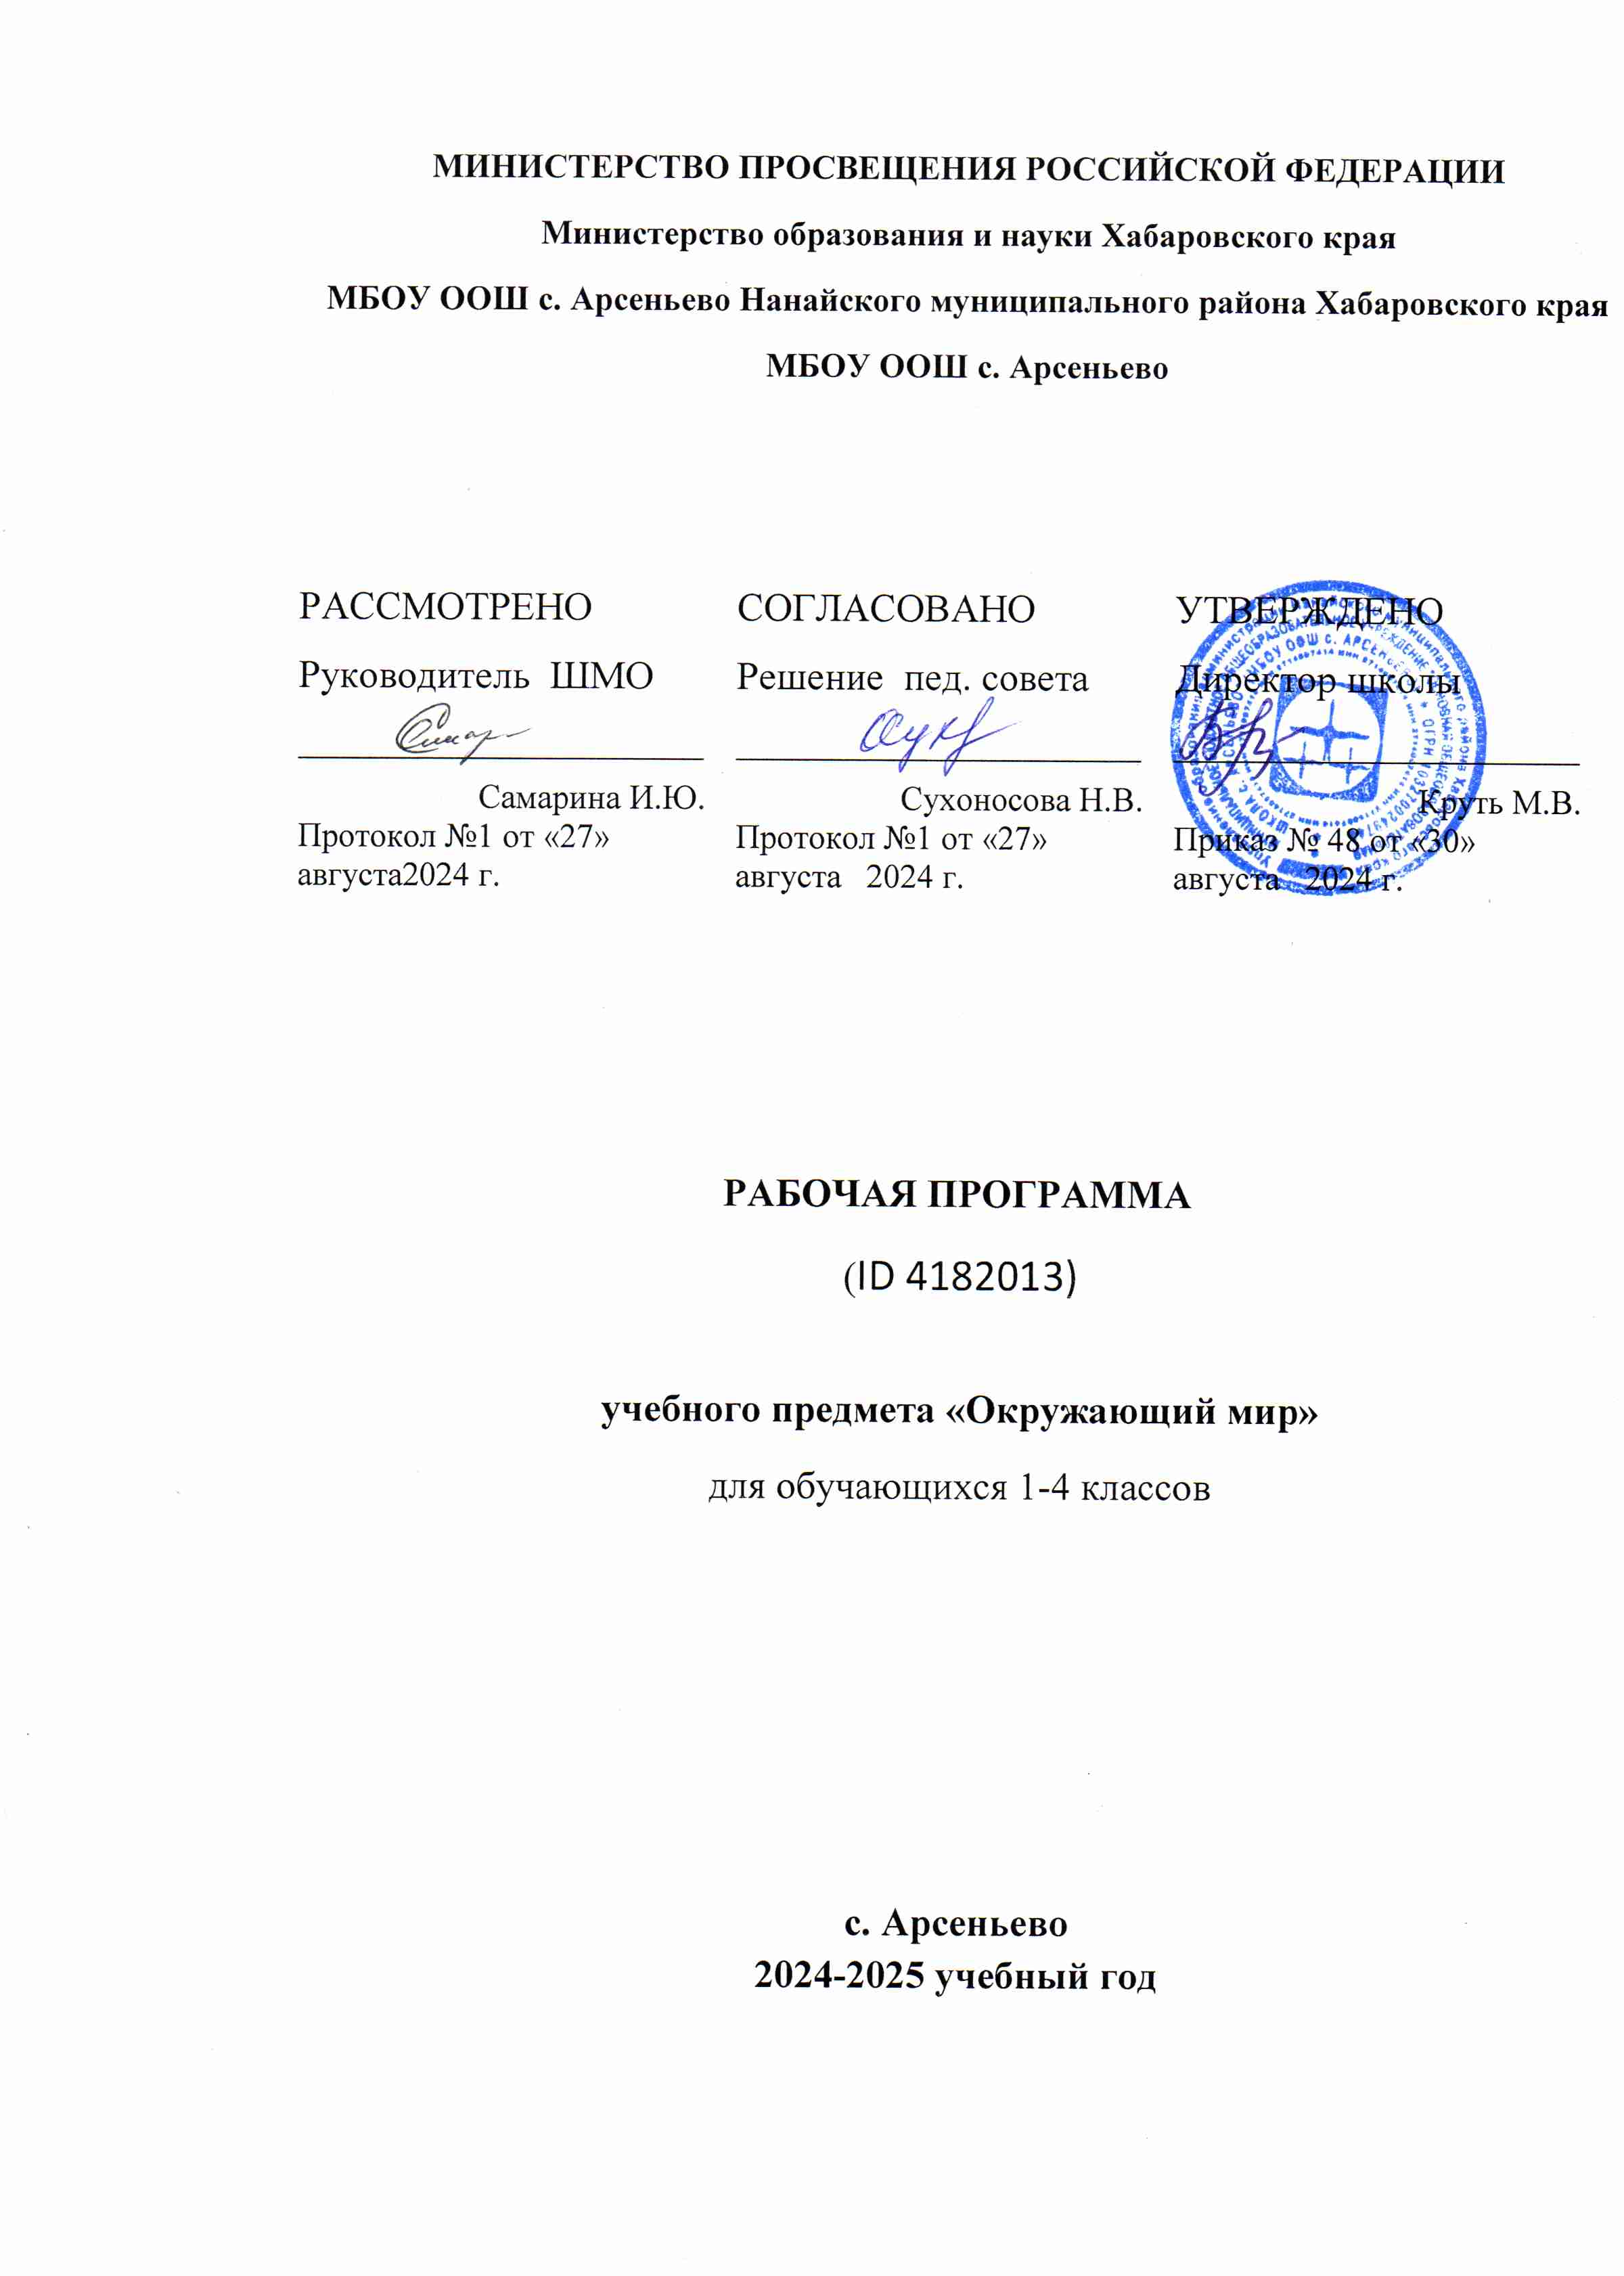 МИНИСТЕРСТВО ПРОСВЕЩЕНИЯ РОССИЙСКОЙ ФЕДЕРАЦИИ
Министерство образования и науки Хабаровского края
МБОУ ООШ с. Арсеньево Нанайского муниципального района Хабаровского края
МБОУ ООШ с. Арсеньево
РАССМОТРЕНО
Руководитель ШМО
Самарина И.Ю.
Протокол №1 от «27»
августа2024 г.
СОГЛАСОВАНО
Решение пед. совета
Сухоносова Н.В.
Протокол №1 от «27»
августа 2024 г.
УТВЕРЖДЕНО
Директор школы
Круть М.В.
Приказ № 48 от «30»
августа 2024 г.
РАБОЧАЯ ПРОГРАММА
(ID 4182013)
учебного предмета «Окружающий мир»
для обучающихся 1-4 классов
с. Арсеньево
2024-2025 учебный год